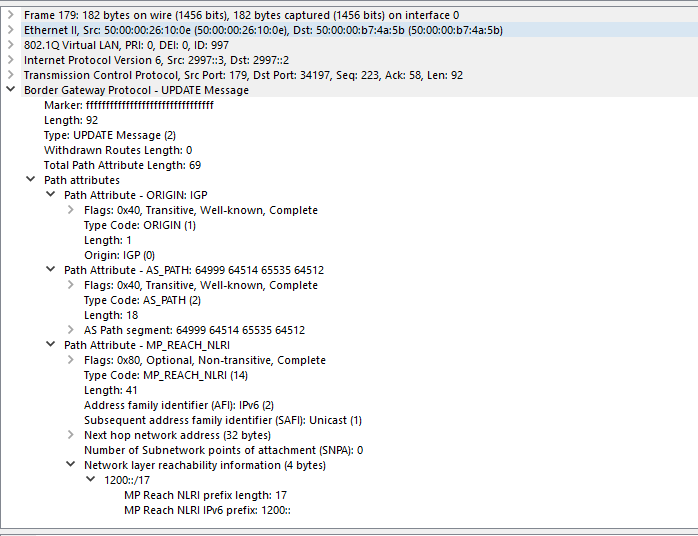 Frame 179: 182 bytes on wire (1456 bits), 182 bytes captured (1456 bits) on interface 0
Ethernet II, Src: 50:00:00:26:10:0e (50:00:00:26:10:0e), Dst: 50:00:00:b7:4a:5b (50:00:00:b7:4a:5b)
802.1Q Virtual LAN, PRI: 0, DEI: 0, ID: 997
Internet Protocol Version 6, Src: 2997::3, Dst: 2997::2
Transmission Control Protocol, Src Port: 179, Dst Port: 34197, Seq: 223, Ack: 58, Len: 92
Border Gateway Protocol - UPDATE Message
Marker: ffffffffffffffffffffffffffffffff
Length: 92
Type: UPDATE Message (2)
Withdrawn Routes Length: 0
Total Path Attribute Length: 69
Path attributes
Path Attribute - ORIGIN: IGP
Flags: 0x40, Transitive, Well-known, Complete
Type Code: ORIGIN (1)
Length: 1
Origin: IGP (0)
Path Attribute - AS_PATH: 64999 64514 65535 64512
Flags: 0x40, Transitive, Well-known, Complete
Type Code: AS_PATH (2)
Length: 18
AS Path segment: 64999 64514 65535 64512
Path Attribute - MP_REACH_NLRI
Flags: 0x80, Optional, Non-transitive, Complete
Type Code: MP_REACH_NLRI (14)
Length: 41
Address family identifier (AFI): IPv6 (2)
Subsequent address family identifier (SAFI): Unicast (1)
Next hop network address (32 bytes)
Number of Subnetwork points of attachment (SNPA): 0
Network layer reachability information (4 bytes)
1200::/17
MP Reach NLRI prefix length: 17
MP Reach NLRI IPv6 prefix: 1200::